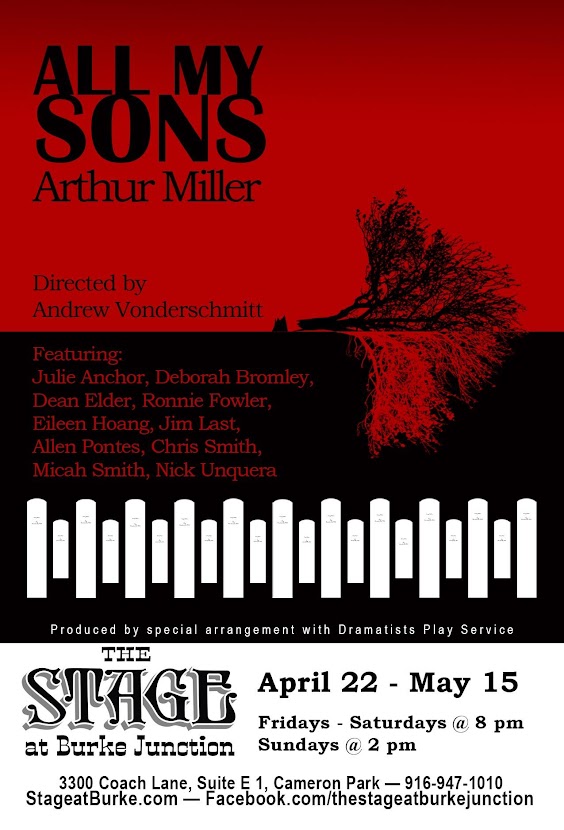 ALL MY
SONS
Arthur Miller
Directed by
Andrew Vonderschmitt
Featuring:
Julie Anchor, Deborah Bromley,
Dean Elder, Ronnie Fowler,
Eileen Hoang, Jim Last,
Allen Pontes, Chris Smith,
Micah Smith, Nick Unquera
Produced by special arrangement with Dramatists Play Service
THE
STAGE
at Burke Junction
April 22 - May 15
Fridays - Saturdays @ 8 pm
Sundays @ 2 pm
3300 Coach Lane, Suite E 1, Cameron Park — 916-947-1010
StageatBurke.com — Facebook.com/thestageatburkejunction